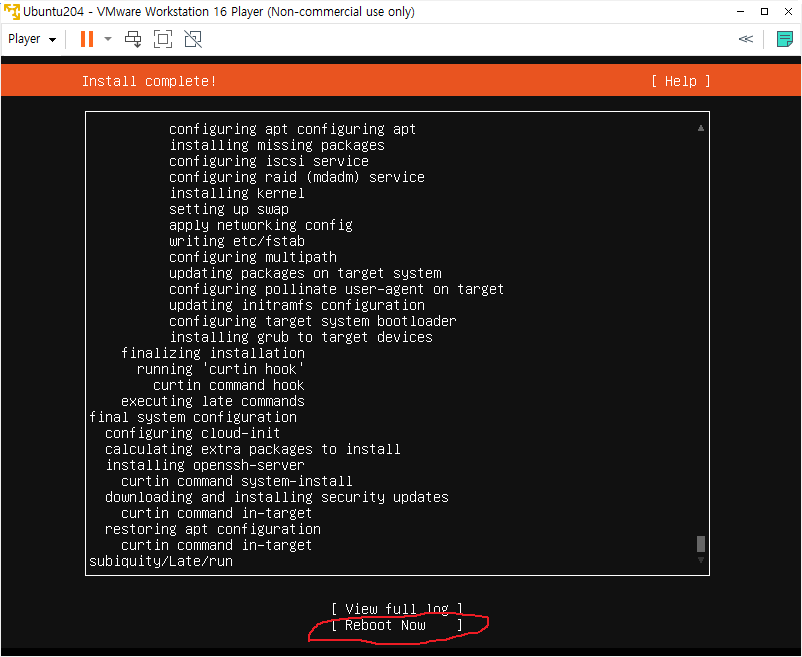 Ubuntu204 - VMware Workstation 16 Player (Non-commercial use only)
Player
Install complete!
[ Help ]
configuring apt configuring apt
installing missing packages
configuring iscsi service
configuring raid (mdadm) service
installing kernel
setting up swap
apply networking config
writing etc/fstab
configuring multipath
updating packages on target system
configuring pollinate user-agent on target
updating initramfs configuration
configuring target system bootloader
installing grub to target devices
finalizing installation
running 'curtin hook'
curtin command hook
executing late commands
final system configuration
configuring cloud-init
calculating extra packages to install
installing openssh-server
curtin command system-install
downloading and installing security updates
curtin command in-target
restoring apt configuration
curtin command in-target
subiquity/Late/run
[ View full log ]
[ Reboot Now ]